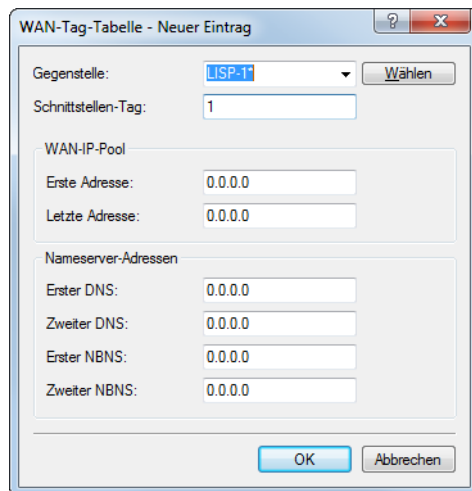 WAN-Tag-Tabelle - Neuer Eintrag
Gegenstelle: LISP-1* Wählen
Schnittstellen-Tag: 1
WAN-IP-Pool
Erste Adresse: 0.0.0.0
Letzte Adresse: 0.0.0.0
Nameserver-Adressen
Erster DNS: 0.0.0.0
Zweiter DNS: 0.0.0.0
Erster NBNS: 0.0.0.0
Zweiter NBNS: 0.0.0.0
OK Abbrechen